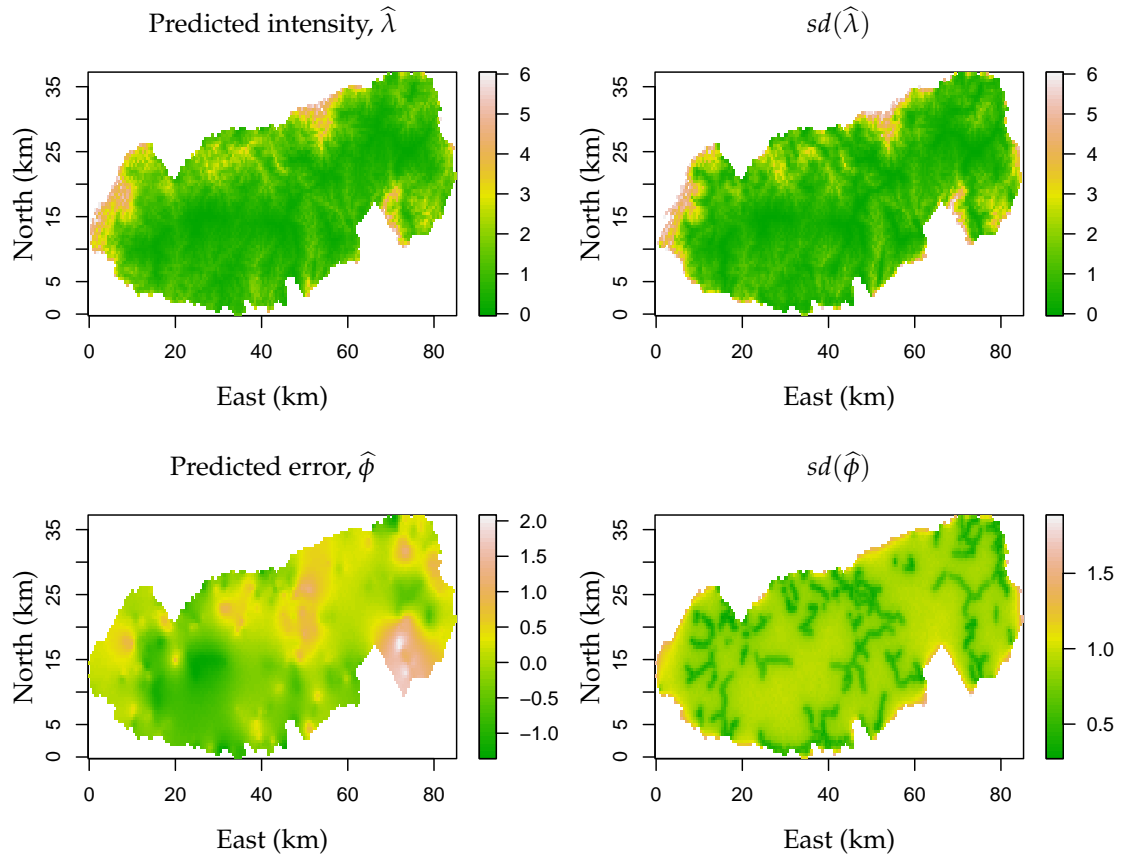 Predicted intensity, λ̂
sd(λ̂)
North (km)
0 5 15 25 35
0 20 40 60 80
East (km)
0 1 2 3 4 5 6
North (km)
0 5 15 25 35
0 20 40 60 80
East (km)
0 1 2 3 4 5 6
Predicted error, ϕ̂
sd(ϕ̂)
North (km)
0 5 15 25 35
0 20 40 60 80
East (km)
−1.0 −0.5 0.0 0.5 1.0 1.5 2.0
North (km)
0 5 15 25 35
0 20 40 60 80
East (km)
0.5 1.0 1.5